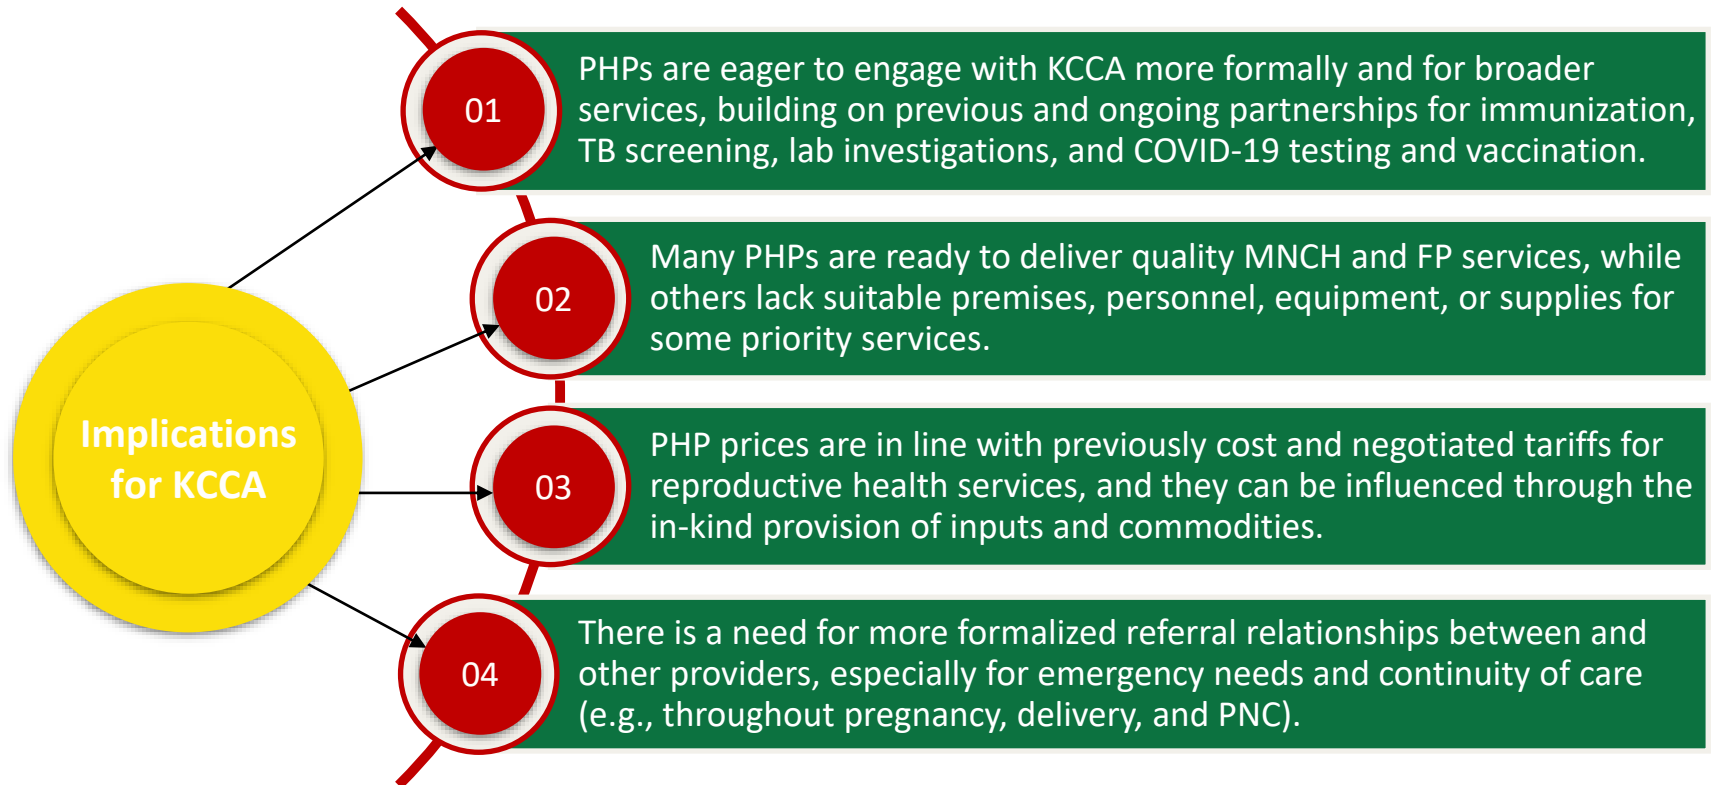 Implications
for KCCA
01
PHPs are eager to engage with KCCA more formally and for broader
services, building on previous and ongoing partnerships for immunization,
TB screening, lab investigations, and COVID-19 testing and vaccination.
02
Many PHPs are ready to deliver quality MNCH and FP services, while
others lack suitable premises, personnel, equipment, or supplies for
some priority services.
03
PHP prices are in line with previously cost and negotiated tariffs for
reproductive health services, and they can be influenced through the
in-kind provision of inputs and commodities.
04
There is a need for more formalized referral relationships between and
other providers, especially for emergency needs and continuity of care
(e.g., throughout pregnancy, delivery, and PNC).